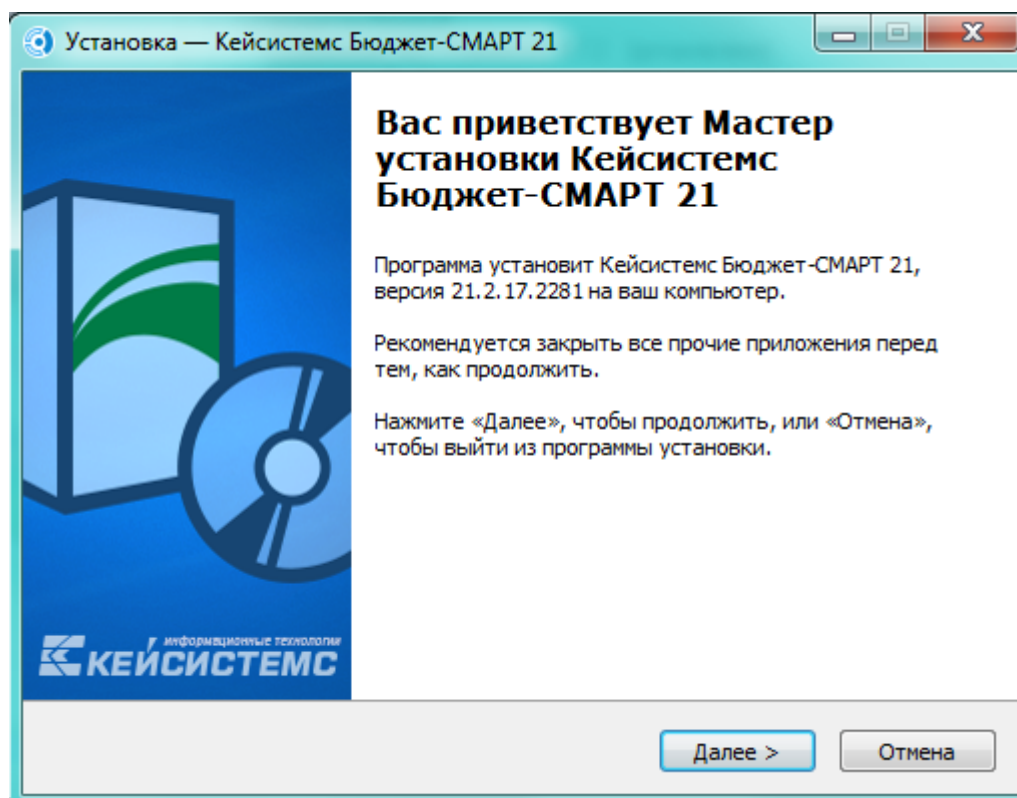 Установка — Кейсистемс Бюджет-СМАРТ 21
Вас приветствует Мастер
установки Кейсистемс
Бюджет-СМАРТ 21
Программа установит Кейсистемс Бюджет-СМАРТ 21,
версия 21.2.17.2281 на ваш компьютер.
Рекомендуется закрыть все прочие приложения перед
тем, как продолжить.
Нажмите «Далее», чтобы продолжить, или «Отмена»,
чтобы выйти из программы установки.
информационные технологии
КЕЙСИСТЕМС
Далее >
Отмена